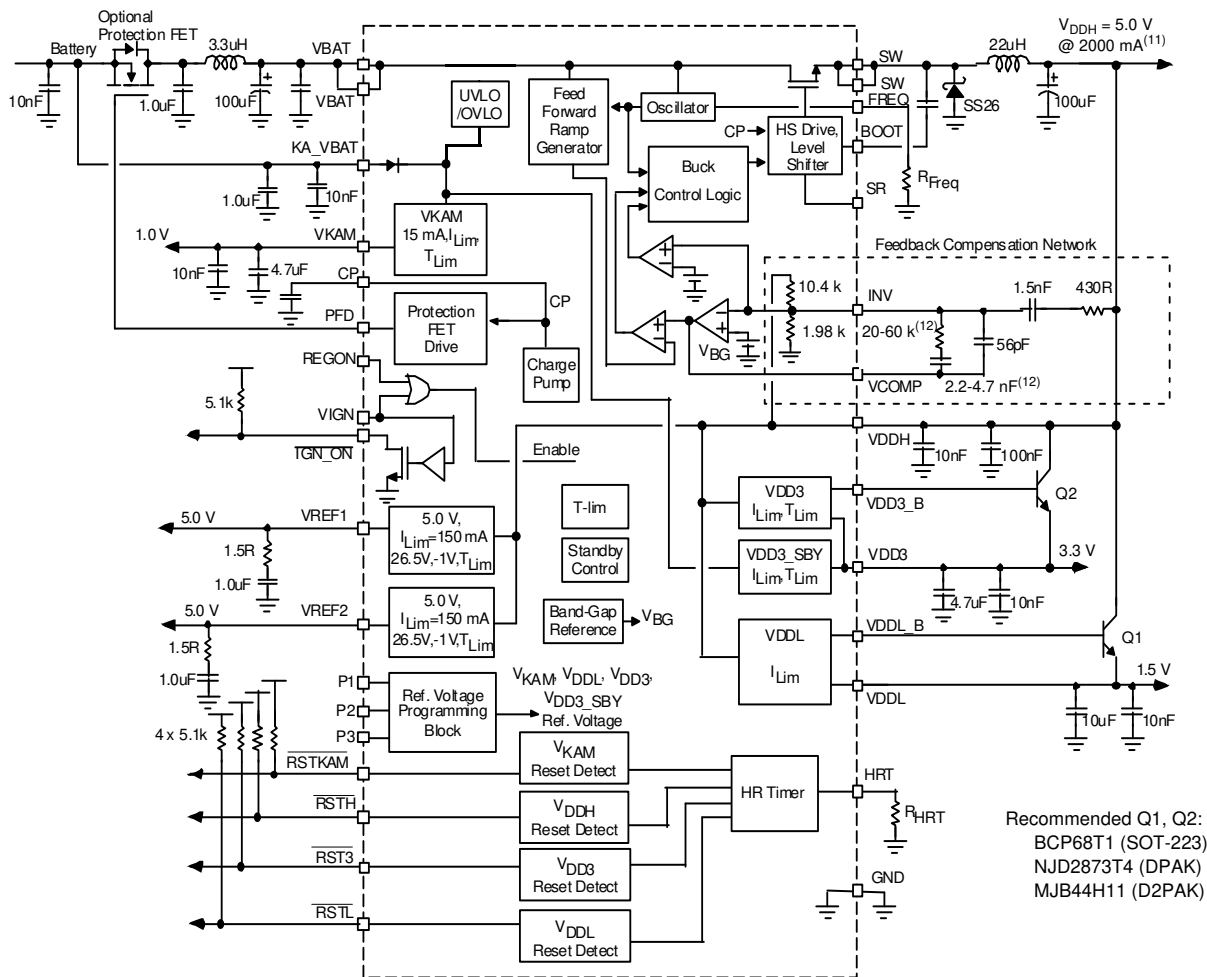 Optional
Protection FET
Battery
3.3uH
VBAT
10nF
1.0uF
100uF
+
VBAT
UVLO
/OVLO
Feed
Forward
Ramp
Generator
Oscillator
CP
HS Drive,
Level
Shifter
Buck
Control Logic
SW
SW
FREQ
BOOT
SR
22uH
VDDH = 5.0 V
@ 2000 mA(11)
SS26
+
100uF
RFreq
KA_VBAT
1.0uF
10nF
VKAM
1.0 V
10nF
4.7uF
VKAM
15 mA,ILim,
TLim
CP
CP
PFD
Protection
FET
Drive
Charge
Pump
REGON
5.1k
VIGN
IGN_ON
Enable
+
−
+
−
+
−
VBG
10.4 k
1.98 k
Feedback Compensation Network
INV
1.5nF
430R
20-60 k(12)
56pF
VCOMP
2.2-4.7 nF(12)
VDDH
10nF
100nF
VREF1
5.0 V
1.5R
1.0uF
5.0 V,
ILim=150 mA
26.5V,-1V,TLim
T-lim
Standby
Control
VDD3
ILim,TLim
VDD3_B
Q2
VDD3_SBY
ILim,TLim
VDD3
3.3 V
4.7uF
10nF
VREF2
5.0 V
1.5R
1.0uF
5.0 V,
ILim=150 mA
26.5V,-1V,TLim
Band-Gap
Reference
VBG
VDDL
ILim
VDDL_B
Q1
VDDL
1.5 V
10uF
10nF
P1
P2
P3
Ref. Voltage
Programming
Block
VKAM, VDDL, VDD3,
VDD3_SBY
Ref. Voltage
4 x 5.1k
RSTKAM
VKAM
Reset Detect
RSTH
VDDH
Reset Detect
RST3
VDD3
Reset Detect
RSTL
VDDL
Reset Detect
HR Timer
HRT
RHRT
GND
Recommended Q1, Q2:
BCP68T1 (SOT-223)
NJD2873T4 (DPAK)
MJB44H11 (D2PAK)